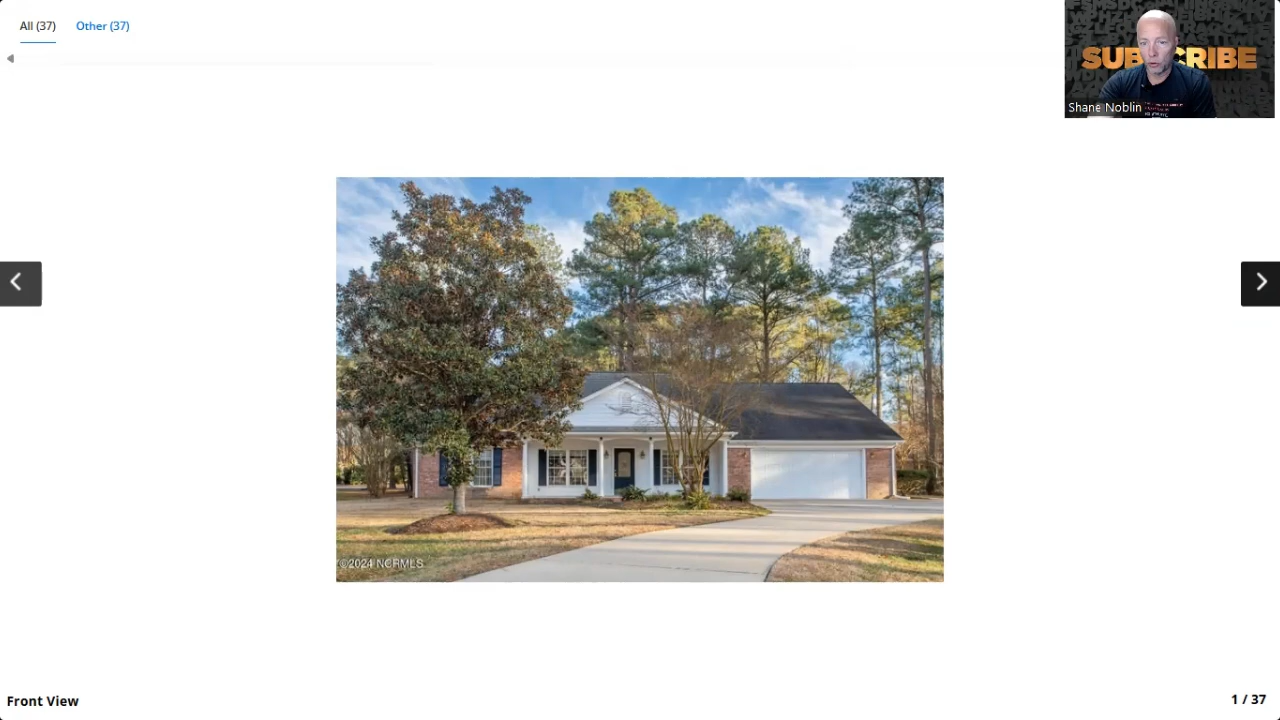 All (37)
Other (37)
SUBSCRIBE
Shane Noblin
©2024 NCRMLS
Front View
1 / 37